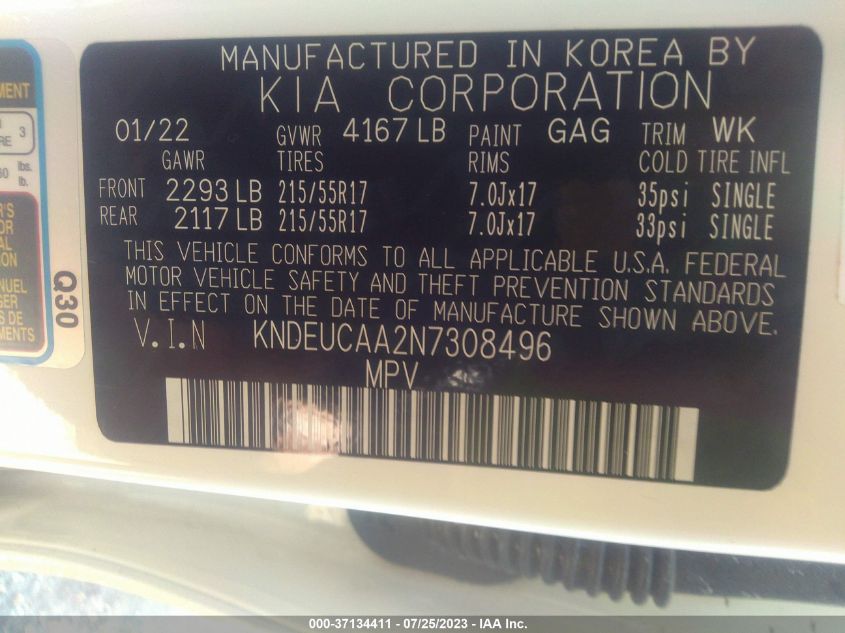 MANUFACTURED IN KOREA BY
KIA CORPORATION
01/22 GVWR 4167 LB PAINT GAG TRIM WK
GAWR TIRES RIMS COLD TIRE INFL
FRONT 2293 LB 215/55R17 7.0Jx17 35psi SINGLE
REAR 2117 LB 215/55R17 7.0Jx17 33psi SINGLE
THIS VEHICLE CONFORMS TO ALL APPLICABLE U.S.A. FEDERAL
MOTOR VEHICLE SAFETY AND THEFT PREVENTION STANDARDS
IN EFFECT ON THE DATE OF MANUFACTURE SHOWN ABOVE.
V.I.N KNDEUCAA2N7308496
MPV
Q30
3
lbs.
lb.
000-37134411 - 07/25/2023 - IAA Inc.